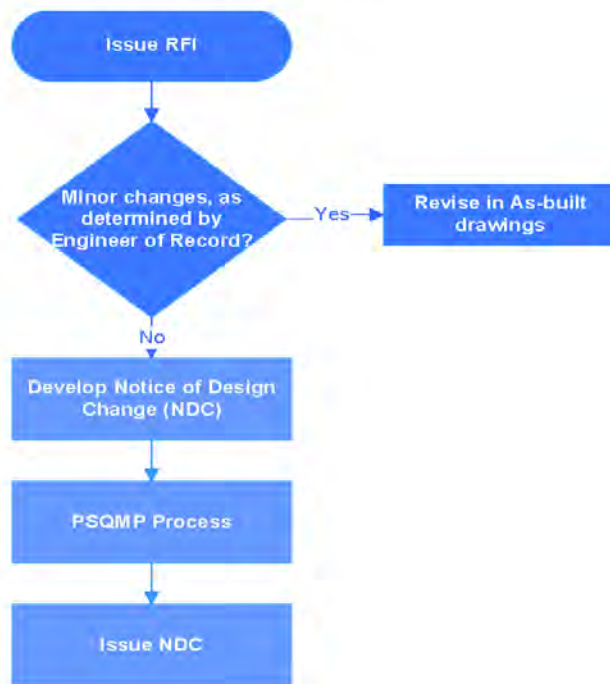 Issue RFI
Minor changes, as
determined by
Engineer of Record?
Yes
Revise in As-built
drawings
No
Develop Notice of Design
Change (NDC)
PSQMP Process
Issue NDC